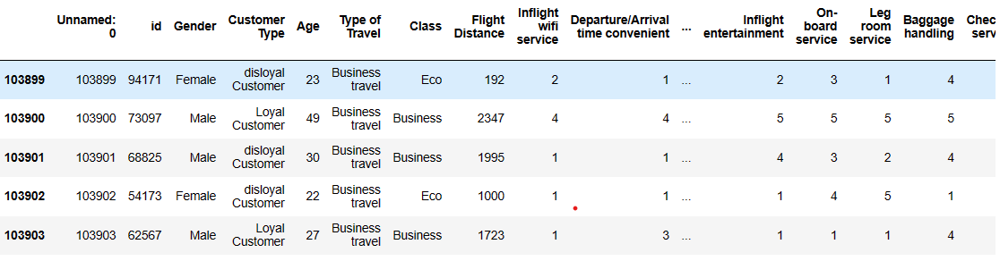 Unnamed: 0 id Gender Customer Type Age Type of Travel Class Flight Distance Inflight wifi service Departure/Arrival time convenient ... Inflight entertainment On-board service Leg room service Baggage handling Chec serv
103899 103899 94171 Female disloyal Customer 23 Business travel Eco 192 2 1 ... 2 3 1 4
103900 103900 73097 Male Loyal Customer 49 Business travel Business 2347 4 4 ... 5 5 5 5
103901 103901 68825 Male disloyal Customer 30 Business travel Business 1995 1 1 ... 4 3 2 4
103902 103902 54173 Female disloyal Customer 22 Business travel Eco 1000 1 1 ... 1 4 5 1
103903 103903 62567 Male Loyal Customer 27 Business travel Business 1723 1 3 ... 1 1 1 4